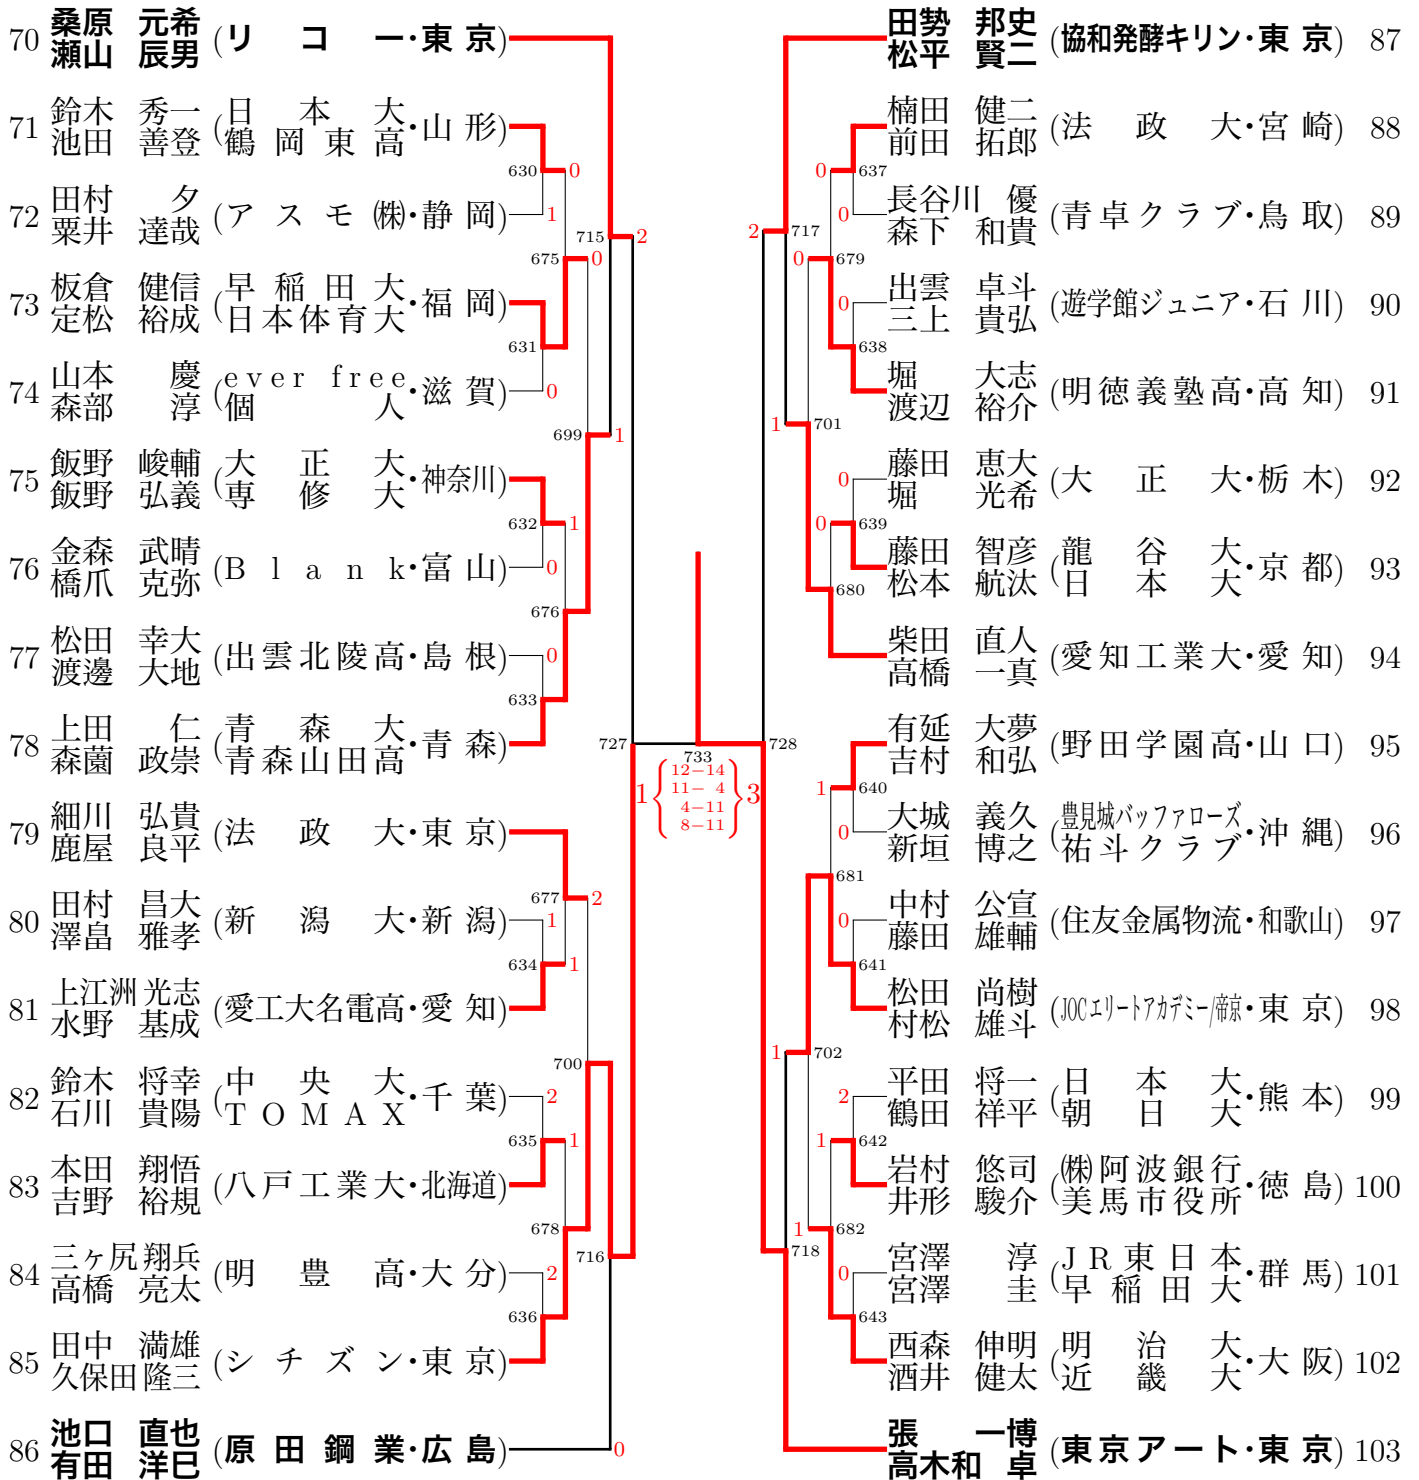 70 桑原 元希 瀬山 辰男 (リコー・東京)
71 鈴木 秀一 池田 善登 (日本大 鶴岡東高・山形)
72 田村 夕 粟井 達哉 (アスモ㈱・静岡)
73 板倉 健信 定松 裕成 (早稲田大 日本体育大・福岡)
74 山本 慶 森部 淳 (ever free 個人・滋賀)
75 飯野 峻輔 飯野 弘義 (大正大 専修大・神奈川)
76 金森 武晴 橋爪 克弥 (Blank・富山)
77 松田 幸大 渡邊 大地 (出雲北陵高・島根)
78 上田 仁 森薗 政崇 (青森大 青森山田高・青森)
79 細川 弘貴 鹿屋 良平 (法政大・東京)
80 田村 昌大 澤畠 雅孝 (新潟大・新潟)
81 上江洲 光志 水野 基成 (愛工大名電高・愛知)
82 鈴木 将幸 石川 貴陽 (中央大 TOMAX・千葉)
83 本田 翔悟 吉野 裕規 (八戸工業大・北海道)
84 三ヶ尻 翔兵 高橋 亮太 (明豊高・大分)
85 田中 満雄 久保田 隆三 (シチズン・東京)
86 池口 直也 有田 洋巳 (原田鋼業・広島)
630 0
1
715 2
675 0
631
0
699 1
632 1
0
676
0
633
727
677 2
1
634 1
700
2
635 1
678
716
2
636
0
733
1 { 12-14 11-4 4-11 8-11 } 3
728
0 637
0
2 717
0 679
0
638
1 701
0
0 639
680
1 640
0
681
0
641
1 702
2
1 642
1 682
718
0
643
田勢 邦史 松平 賢二 (協和発酵キリン・東京) 87
楠田 健二 前田 拓郎 (法政大・宮崎) 88
長谷川 優 森下 和貴 (青卓クラブ・鳥取) 89
出雲 卓斗 三上 貴弘 (遊学館ジュニア・石川) 90
堀 大志 渡辺 裕介 (明徳義塾高・高知) 91
藤田 恵大 堀 光希 (大正大・栃木) 92
藤田 智彦 松本 航汰 (龍谷大 日本大・京都) 93
柴田 直人 高橋 一真 (愛知工業大・愛知) 94
有延 大夢 吉村 和弘 (野田学園高・山口) 95
大城 義久 新垣 博之 (豊見城バッファローズ 祐斗クラブ・沖縄) 96
中村 公宣 藤田 雄輔 (住友金属物流・和歌山) 97
松田 尚樹 村松 雄斗 (JOCエリートアカデミー/帝京・東京) 98
平田 将一 鶴田 祥平 (日本大 朝日大・熊本) 99
岩村 悠司 井形 駿介 (㈱阿波銀行 美馬市役所・徳島) 100
宮澤 淳 宮澤 圭 (JR東日本 早稲田大・群馬) 101
西森 伸明 酒井 健太 (明治大 近畿大・大阪) 102
張 一博 高木和 卓 (東京アート・東京) 103